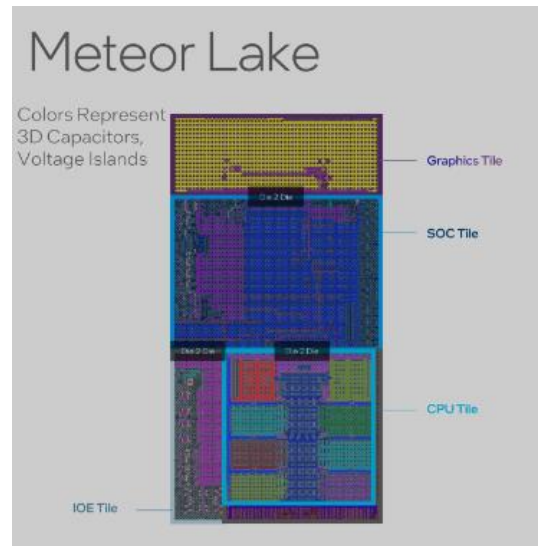 Meteor Lake
Colors Represent
3D Capacitors,
Voltage Islands
Graphics Tile
Die 2 Die
SOC Tile
Die 2 Die
Die 2 Die
CPU Tile
IOE Tile